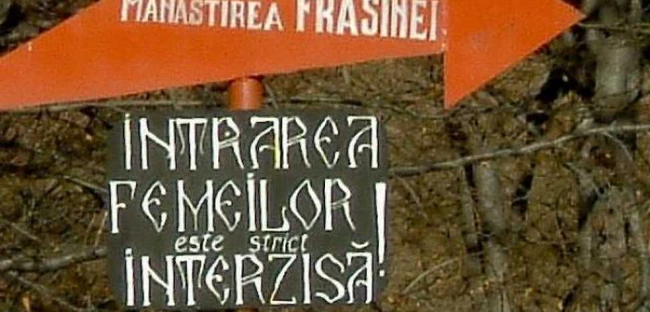 MANASTIREA FRASINEI
INTRAREA
FEMEILOR!
este strict
INTERZISĂ